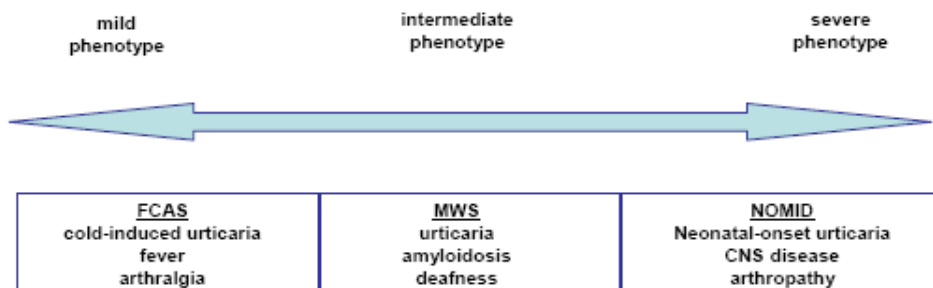 mild
phenotype
intermediate
phenotype
severe
phenotype
FCAS
cold-induced urticaria
fever
arthralgia
MWS
urticaria
amyloidosis
deafness
NOMID
Neonatal-onset urticaria
CNS disease
arthropathy